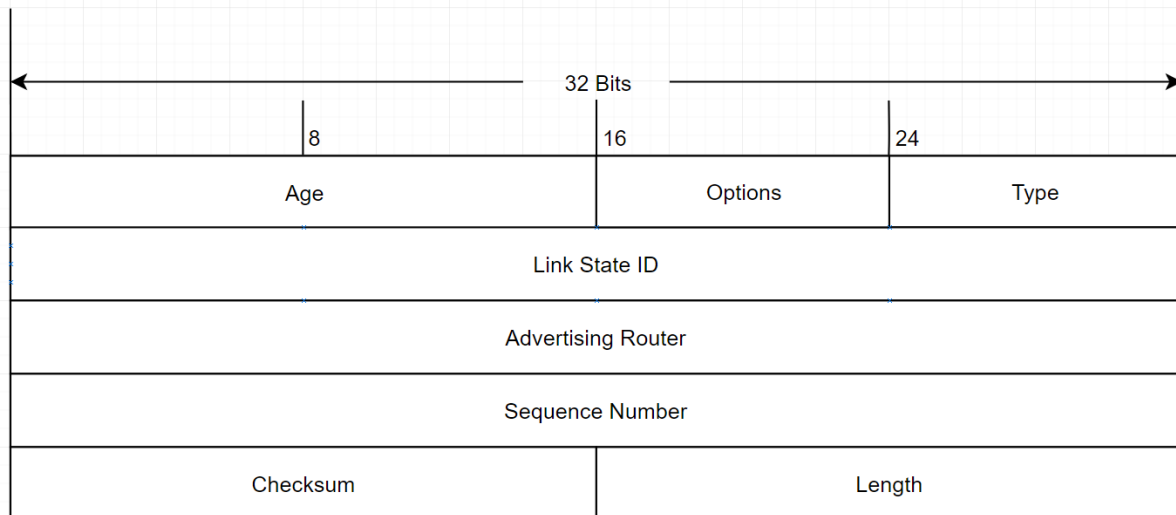 32 Bits
8 16 24
Age Options Type
Link State ID
Advertising Router
Sequence Number
Checksum Length